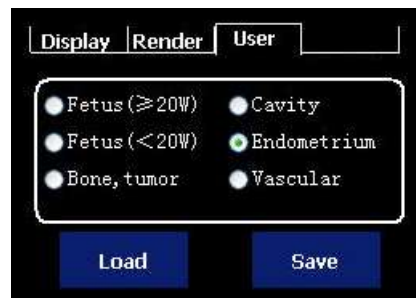 Display Render User
Fetus(≥20W) Cavity
Fetus(<20W) Endometrium
Bone,tumor Vascular
Load Save